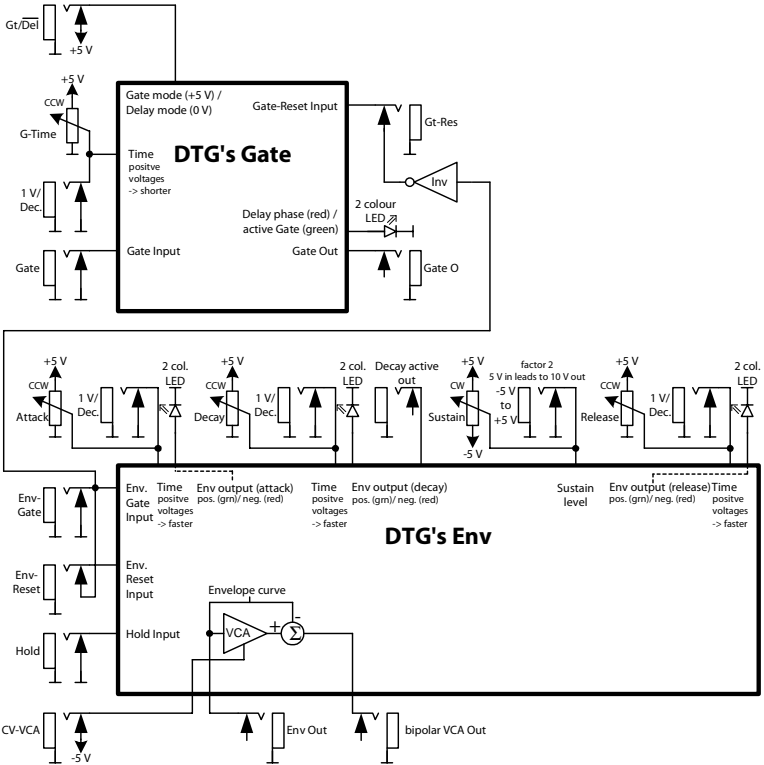 Gt/Del
+5 V
+5 V
CCW
G-Time
1 V/
Dec.
Gate
Gate mode (+5 V) /
Delay mode (0 V)
DTG's Gate
Time
positve
voltages
-> shorter
Gate Input
Gate-Reset Input
Delay phase (red) /
active Gate (green)
Gate Out
Gt-Res
Inv
2 colour
LED
Gate O
+5 V
CCW
Attack
1 V/
Dec.
2 col.
LED
+5 V
CCW
Decay
1 V/
Dec.
2 col.
LED
Decay active
out
+5 V
CW
Sustain
-5 V
factor 2
5 V in leads to 10 V out
-5 V
to
+5 V
+5 V
CCW
Release
1 V/
Dec.
2 col.
LED
Env-
Gate
Env-
Reset
Hold
CV-VCA
-5 V
Env.
Gate
Input
Time
positve
voltages
-> faster
Env output (attack)
pos. (grn)/ neg. (red)
Time
positve
voltages
-> faster
Env output (decay)
pos. (grn)/ neg. (red)
Sustain
level
Env output (release)
pos. (grn)/ neg. (red)
Time
positve
voltages
-> faster
DTG's Env
Env.
Reset
Input
Hold Input
Envelope curve
VCA
+
-
Σ
Env Out
bipolar VCA Out